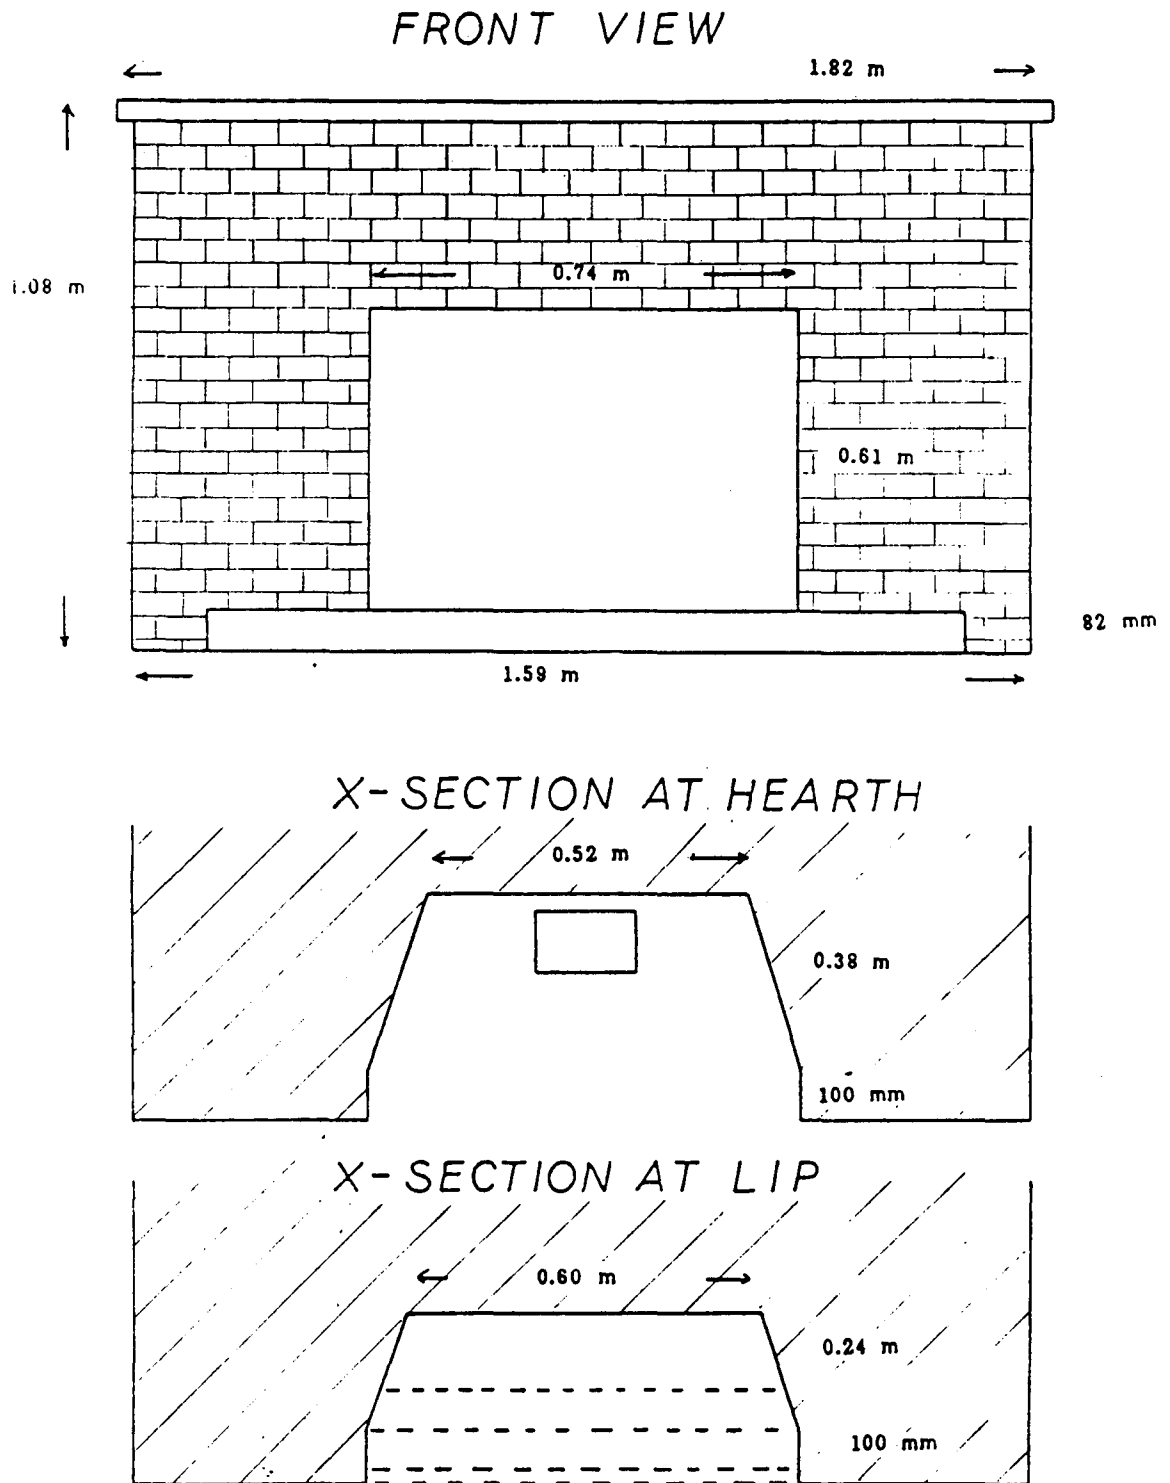 FRONT VIEW
1.82 m
0.74 m
1.08 m
0.61 m
82 mm
1.59 m
X-SECTION AT HEARTH
0.52 m
0.38 m
100 mm
X-SECTION AT LIP
0.60 m
0.24 m
100 mm